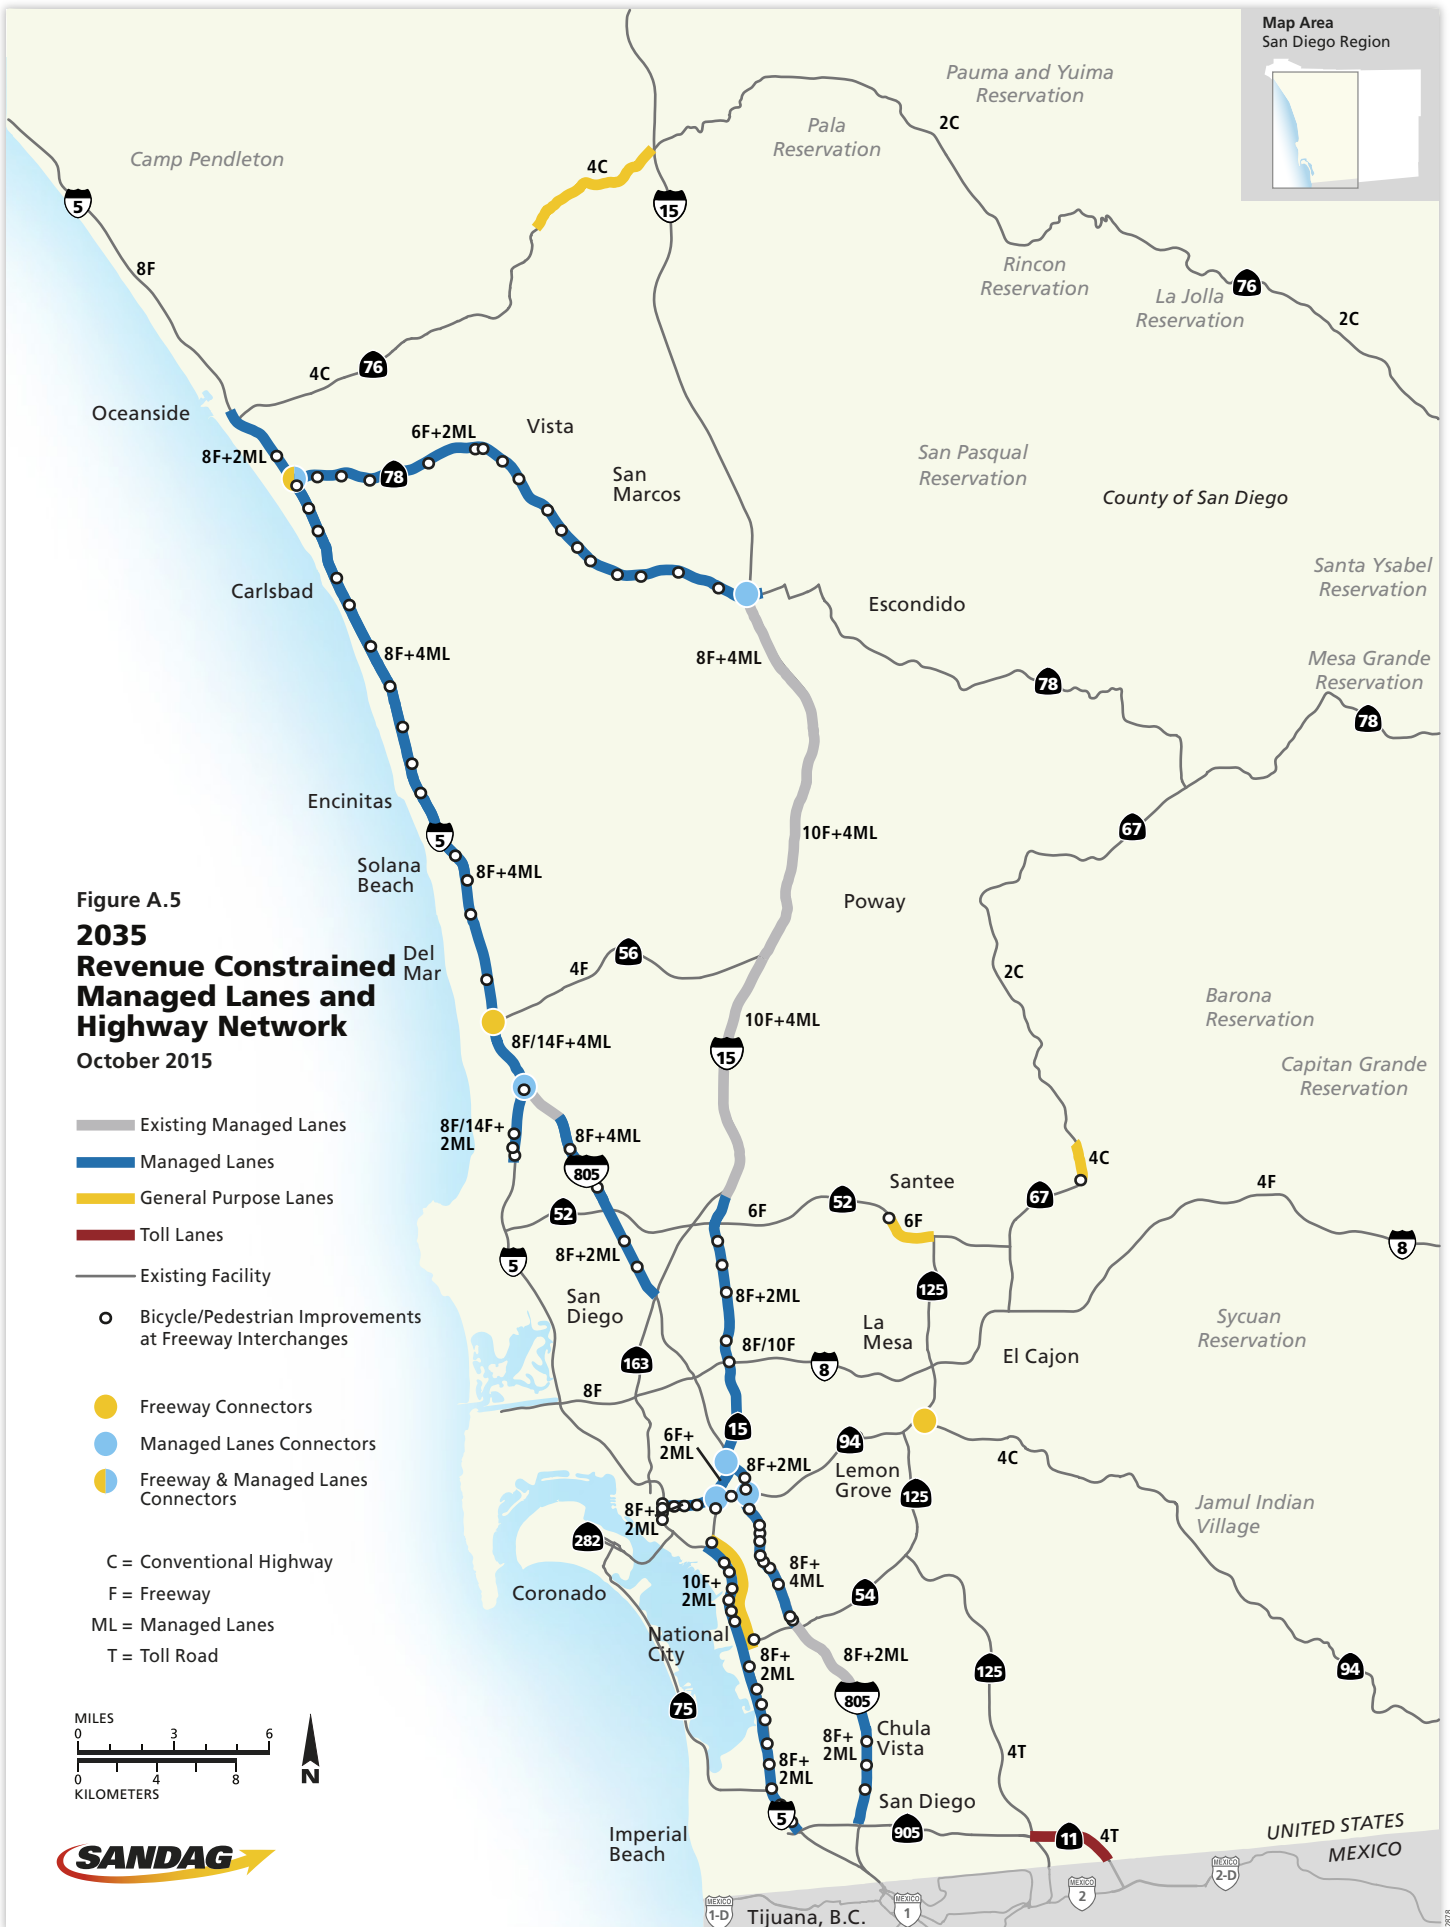 Map Area
San Diego Region
Pauma and Yuima
Reservation
2C
Pala
Reservation
Camp Pendleton
4C
5
15
8F
Rincon
Reservation
La Jolla
Reservation
76
2C
4C
76
Oceanside
8F+2ML
6F+2ML
Vista
78
San
Marcos
San Pasqual
Reservation
County of San Diego
Santa Ysabel
Reservation
Carlsbad
Escondido
8F+4ML
8F+4ML
78
Mesa Grande
Reservation
78
Encinitas
5
10F+4ML
67
Solana
Beach
8F+4ML
Poway
Figure A.5
2035
Revenue Constrained
Managed Lanes and
Highway Network
October 2015
Del
Mar
4F
56
2C
Barona
Reservation
10F+4ML
8F/14F+4ML
15
Capitan Grande
Reservation
Existing Managed Lanes
Managed Lanes
General Purpose Lanes
Toll Lanes
Existing Facility
Bicycle/Pedestrian Improvements
at Freeway Interchanges
Freeway Connectors
Managed Lanes Connectors
Freeway & Managed Lanes
Connectors
C = Conventional Highway
F = Freeway
ML = Managed Lanes
T = Toll Road
8F/14F+
2ML
8F+4ML
805
4C
Santee
52
6F
52
6F
67
4F
8
5
8F+2ML
125
San
Diego
8F+2ML
La
Mesa
Sycuan
Reservation
163
8F/10F
8
El Cajon
8F
15
6F+
2ML
94
8F+2ML
Lemon
Grove
4C
125
Jamul Indian
Village
8F+
2ML
282
8F+
4ML
10F+
2ML
54
Coronado
National
City
8F+
2ML
8F+2ML
125
94
805
75
Chula
Vista
8F+
2ML
4T
8F+
2ML
San Diego
5
905
11
4T
Imperial
Beach
UNITED STATES
MEXICO
MILES
0 3 6
0 4 8
KILOMETERS
N
SANDAG
MEXICO
1-D
Tijuana, B.C.
MEXICO
1
MEXICO
2
MEXICO
2-D